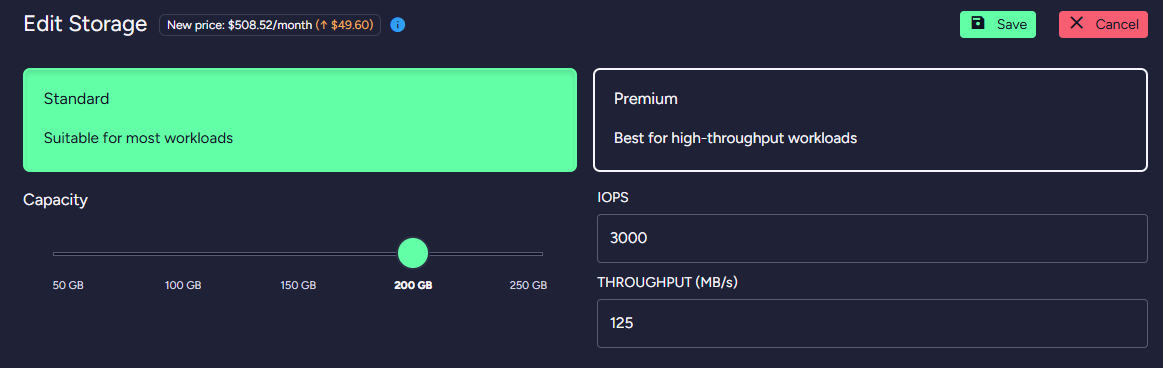 Edit Storage New price: $508.52/month (↑ $49.60)
Save Cancel
Standard
Suitable for most workloads
Premium
Best for high-throughput workloads
Capacity
50 GB 100 GB 150 GB 200 GB 250 GB
IOPS
3000
THROUGHPUT (MB/s)
125